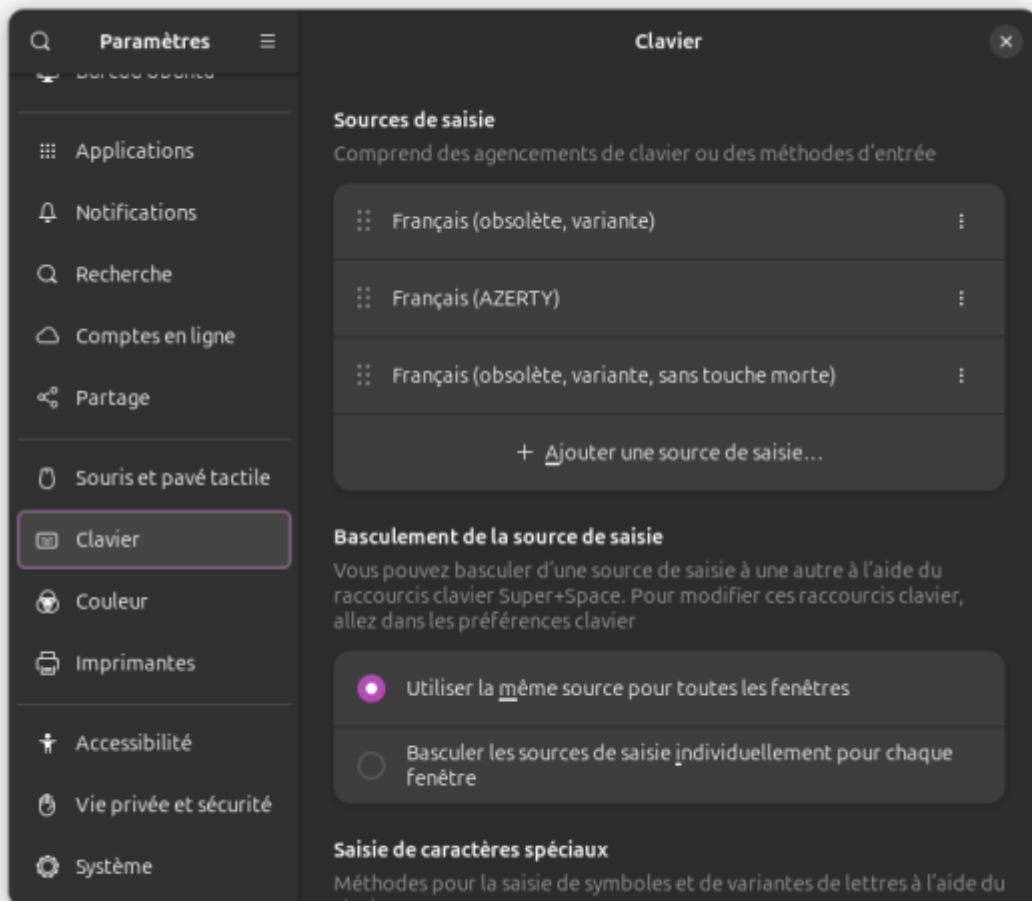 Paramètres
Clavier
Bureau Ubuntu
Applications
Notifications
Recherche
Comptes en ligne
Partage
Souris et pavé tactile
Clavier
Couleur
Imprimantes
Accessibilité
Vie privée et sécurité
Système
Sources de saisie
Comprend des agencements de clavier ou des méthodes d'entrée
Français (obsolète, variante)
Français (AZERTY)
Français (obsolète, variante, sans touche morte)
+ Ajouter une source de saisie…
Basculement de la source de saisie
Vous pouvez basculer d'une source de saisie à une autre à l'aide du
raccourcis clavier Super+Space. Pour modifier ces raccourcis clavier,
allez dans les préférences clavier
Utiliser la même source pour toutes les fenêtres
Basculer les sources de saisie individuellement pour chaque
fenêtre
Saisie de caractères spéciaux
Méthodes pour la saisie de symboles et de variantes de lettres à l'aide du